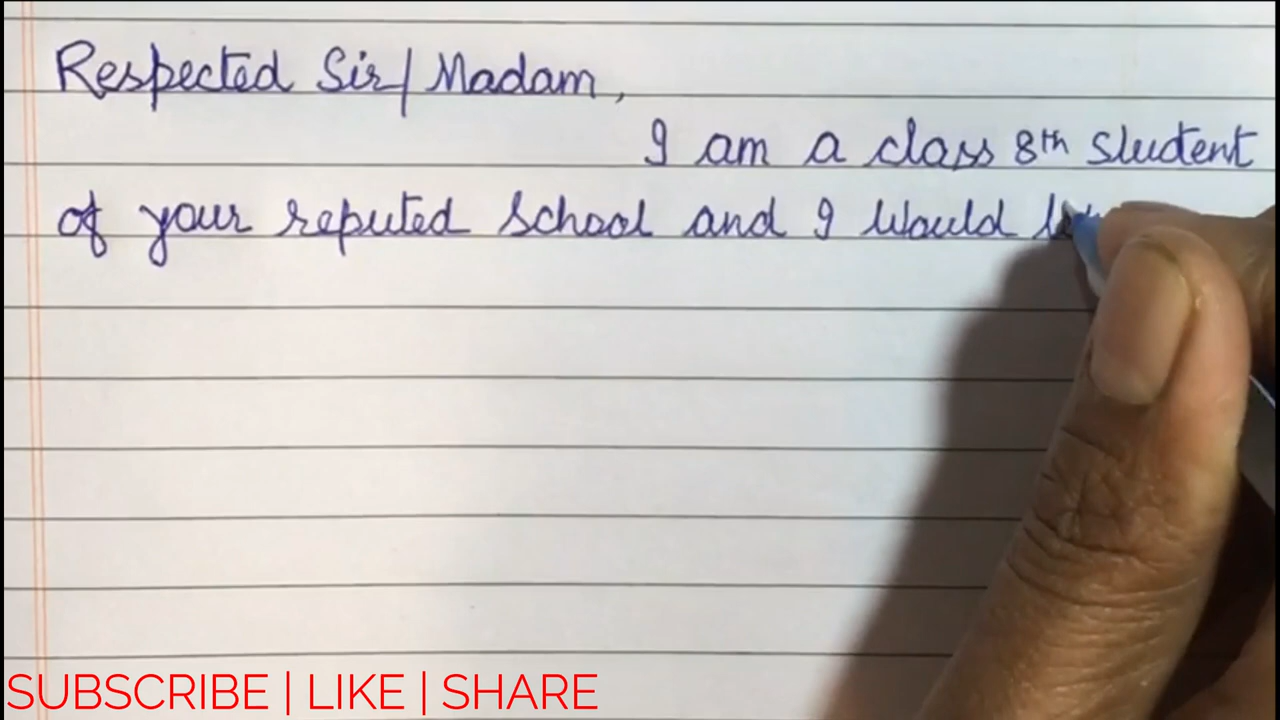 Respected Sir/Madam,
I am a class 8th student
of your reputed school and I would
SUBSCRIBE | LIKE | SHARE